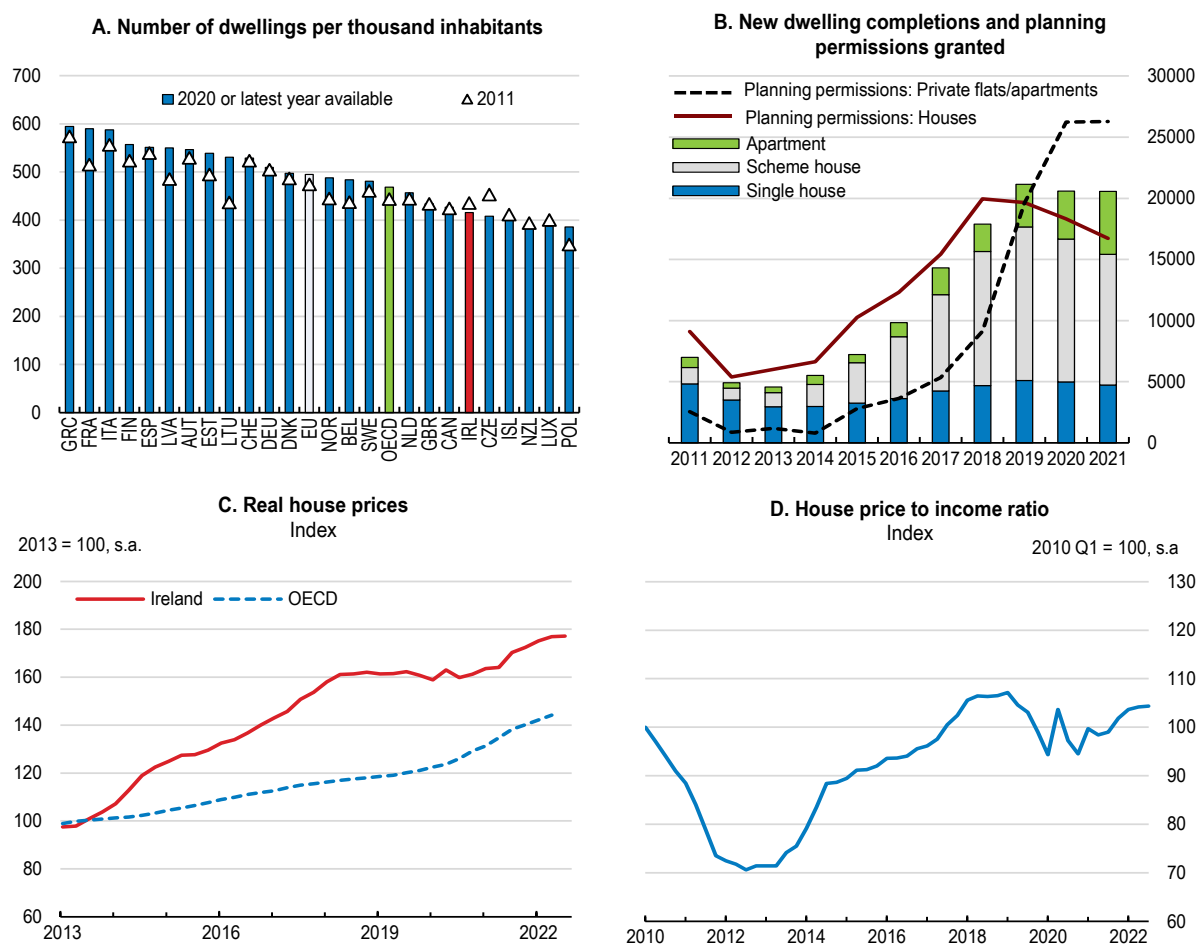 A. Number of dwellings per thousand inhabitants
700
600
500
400
300
200
100
0
2020 or latest year available
2011
GRC
FRA
ITA
FIN
ESP
LVA
AUT
EST
LTU
CHE
DEU
DNK
EU
NOR
BEL
SWE
OECD
NLD
GBR
CAN
IRL
CZE
ISL
NZL
LUX
POL
B. New dwelling completions and planning
permissions granted
Planning permissions: Private flats/apartments
Planning permissions: Houses
Apartment
Scheme house
Single house
30000
25000
20000
15000
10000
5000
0
2011 2012 2013 2014 2015 2016 2017 2018 2019 2020 2021
C. Real house prices
Index
2013 = 100, s.a.
200
180
160
140
120
100
80
60
Ireland
OECD
2013 2016 2019 2022
D. House price to income ratio
Index
2010 Q1 = 100, s.a
130
120
110
100
90
80
70
60
2010 2012 2014 2016 2018 2020 2022